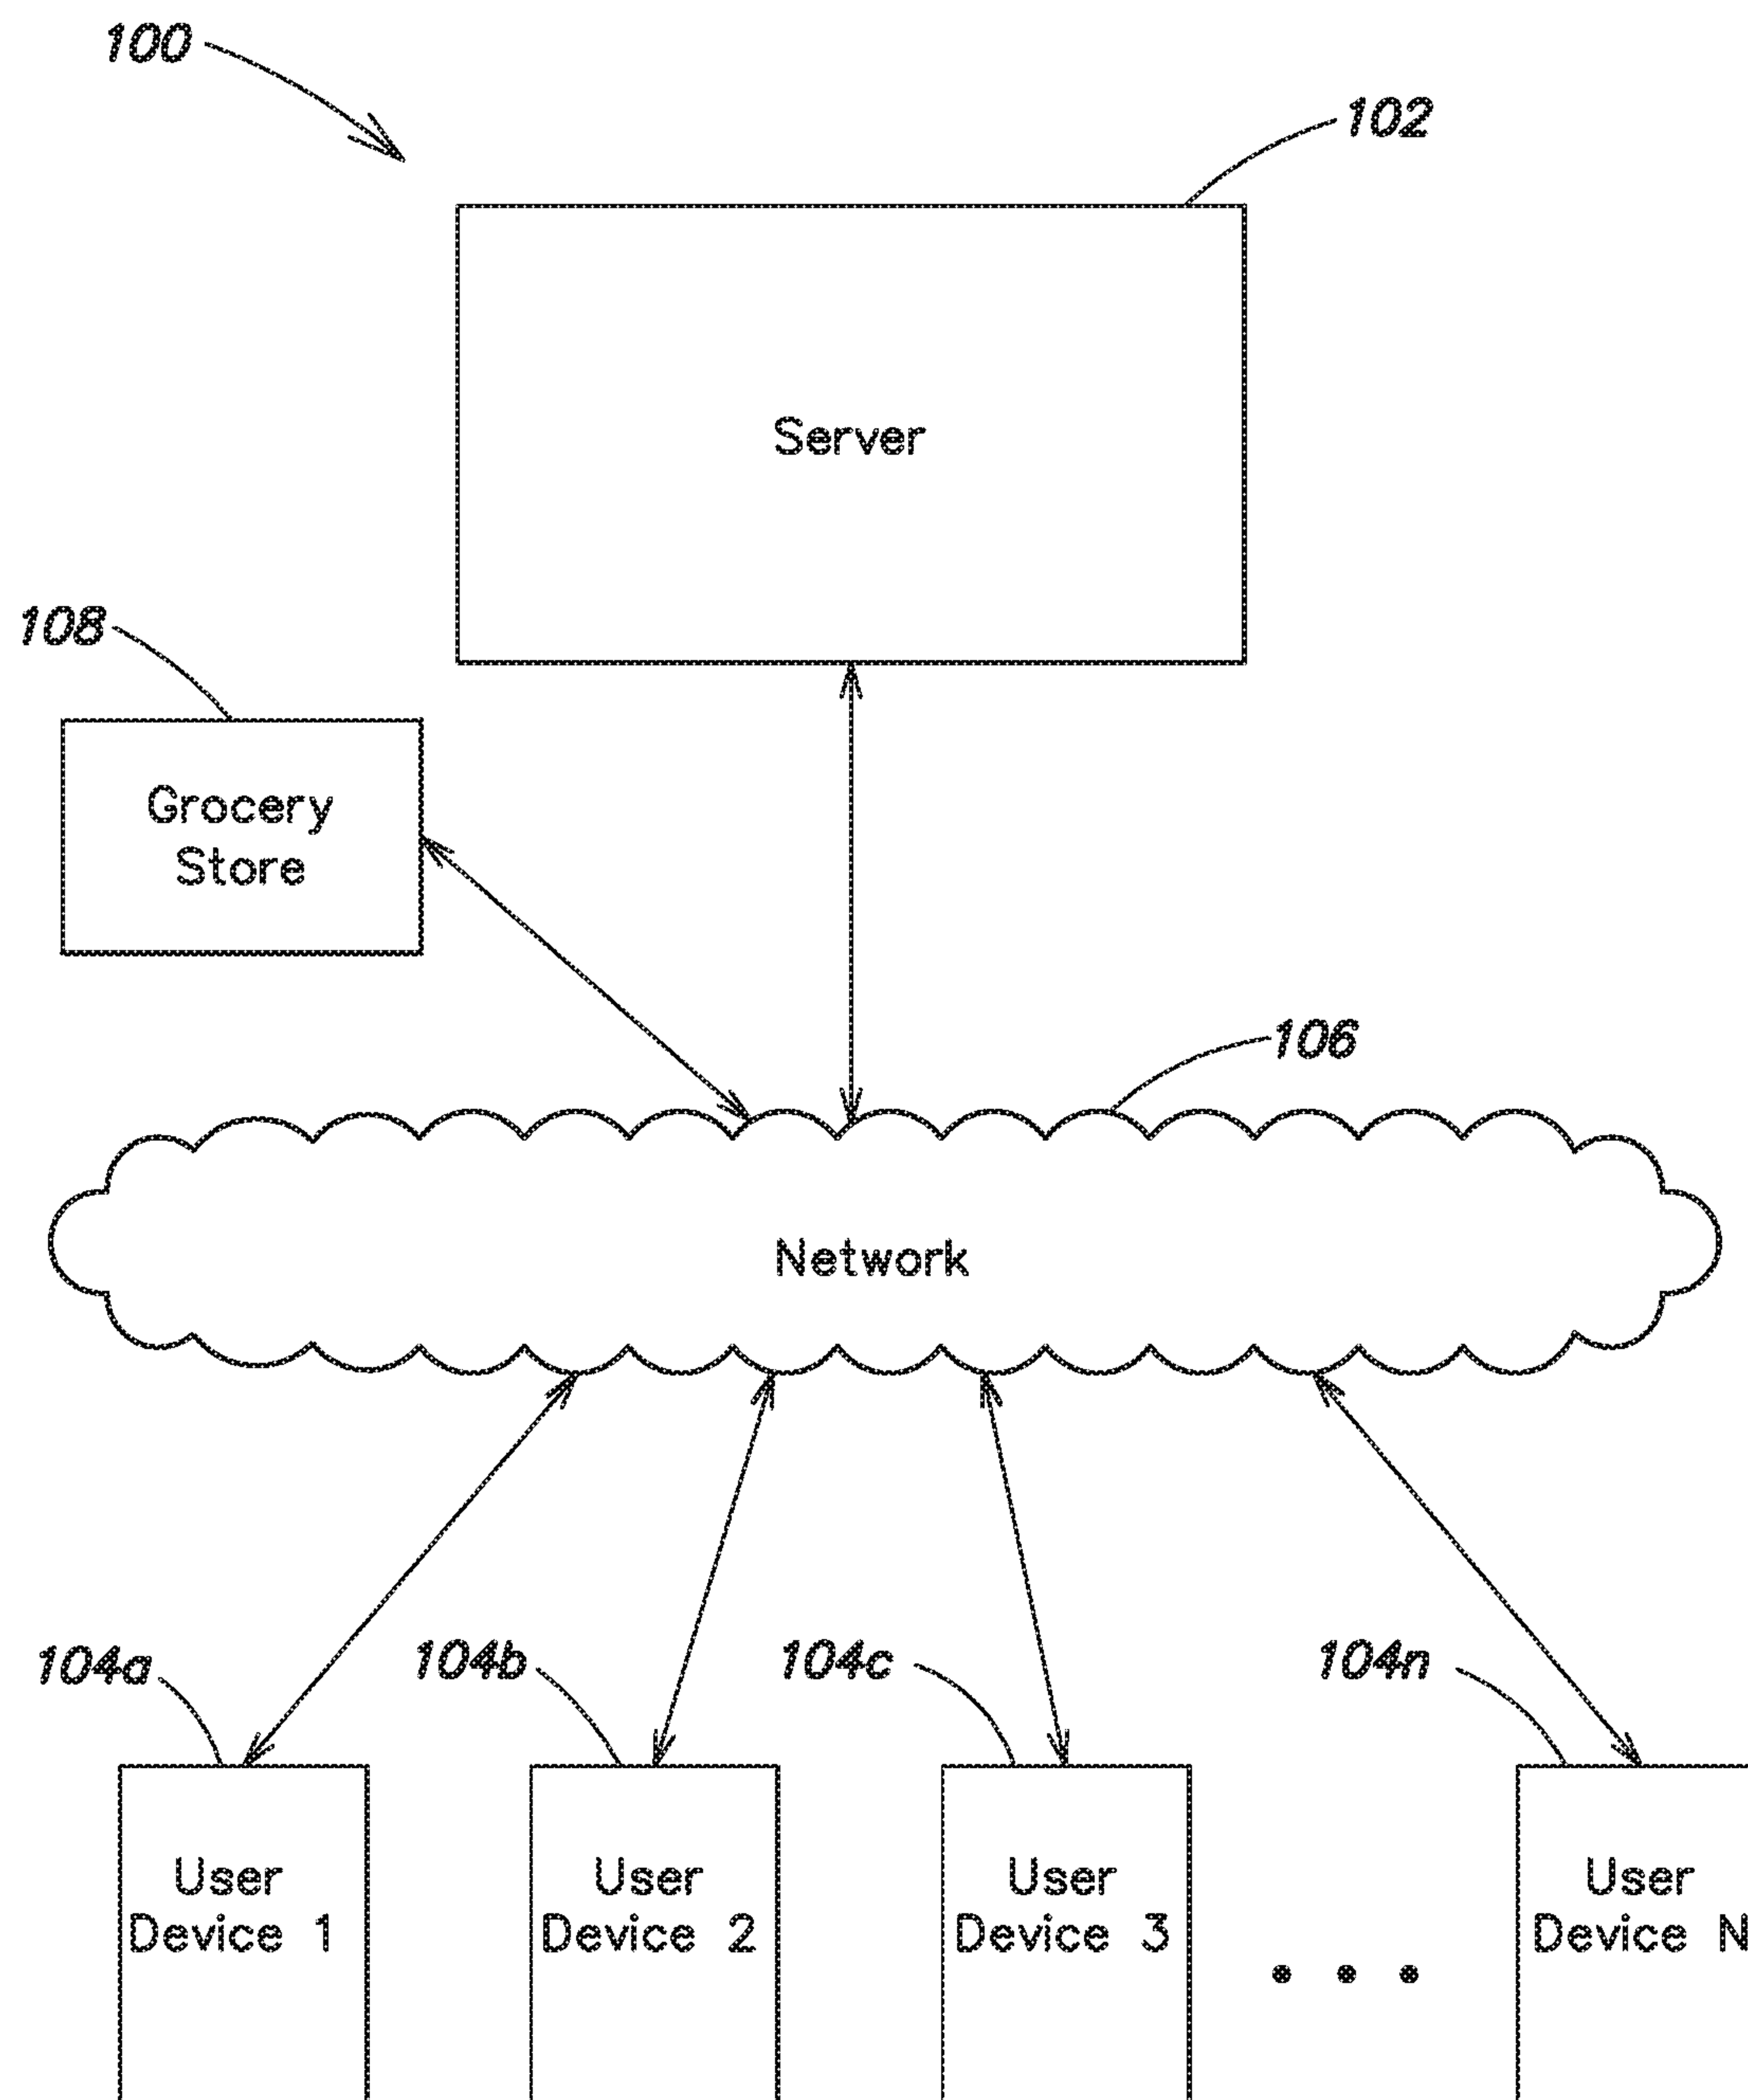 100
102
Server
108
Grocery
Store
106
Network
104a
104b
104c
104n
User
Device 1
User
Device 2
User
Device 3
• • •
User
Device N